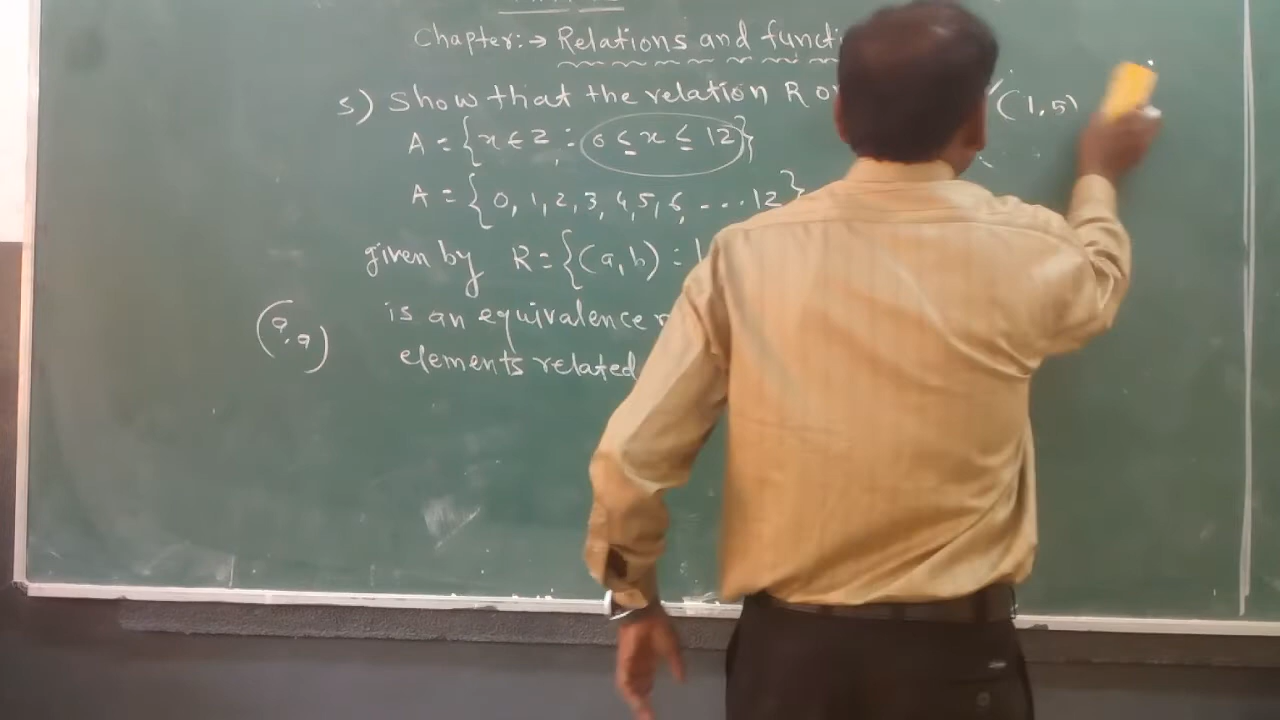 Chapter:→ Relations and functi
5) Show that the relation R o
(1,5)
A = {x ∈ Z ; 0 ≤ x ≤ 12}
A = {0, 1, 2, 3, 4, 5, 6, ... 12}
given by R = {(a, b) :
(a, a)
is an equivalence
elements related